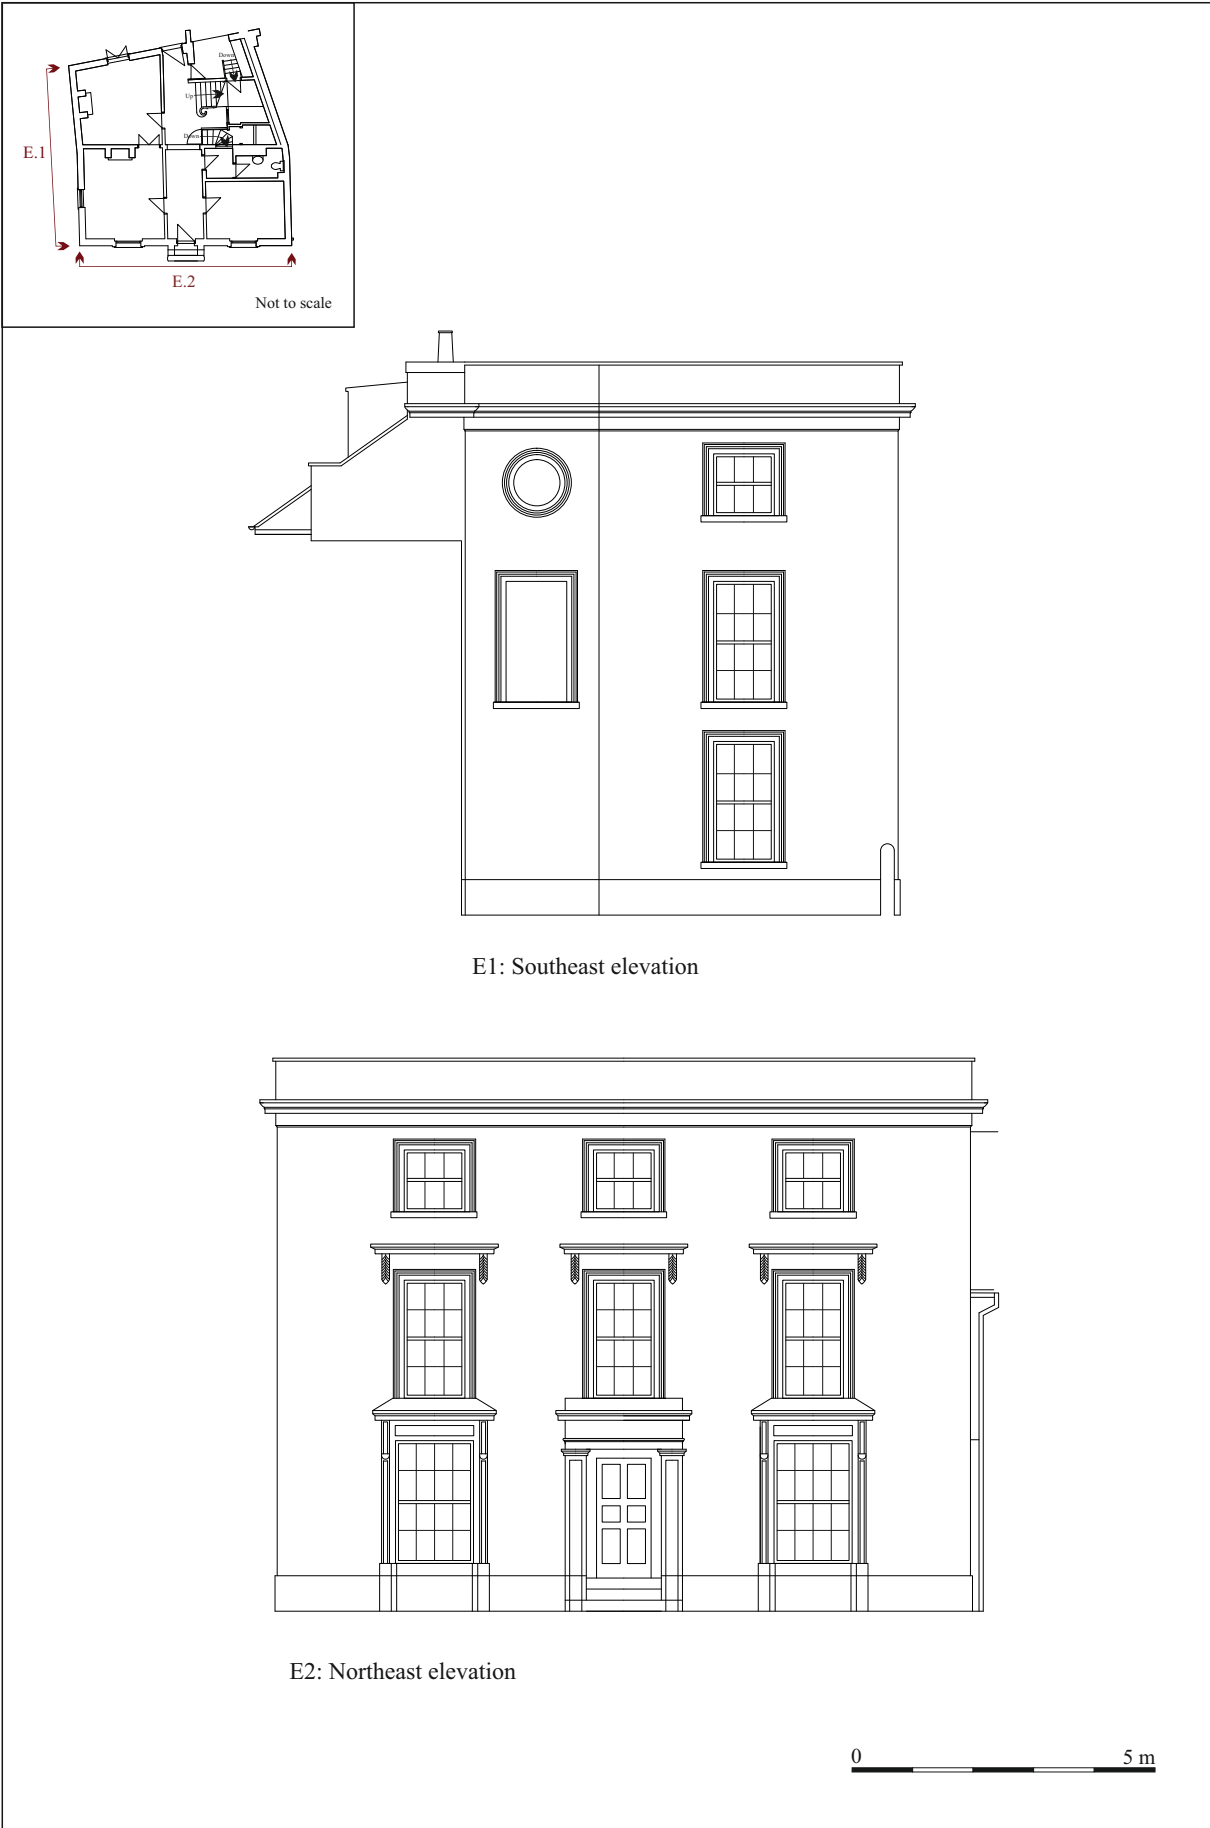 Down
Up
Down
E.1
E.2
Not to scale
E1: Southeast elevation
E2: Northeast elevation
0 5 m